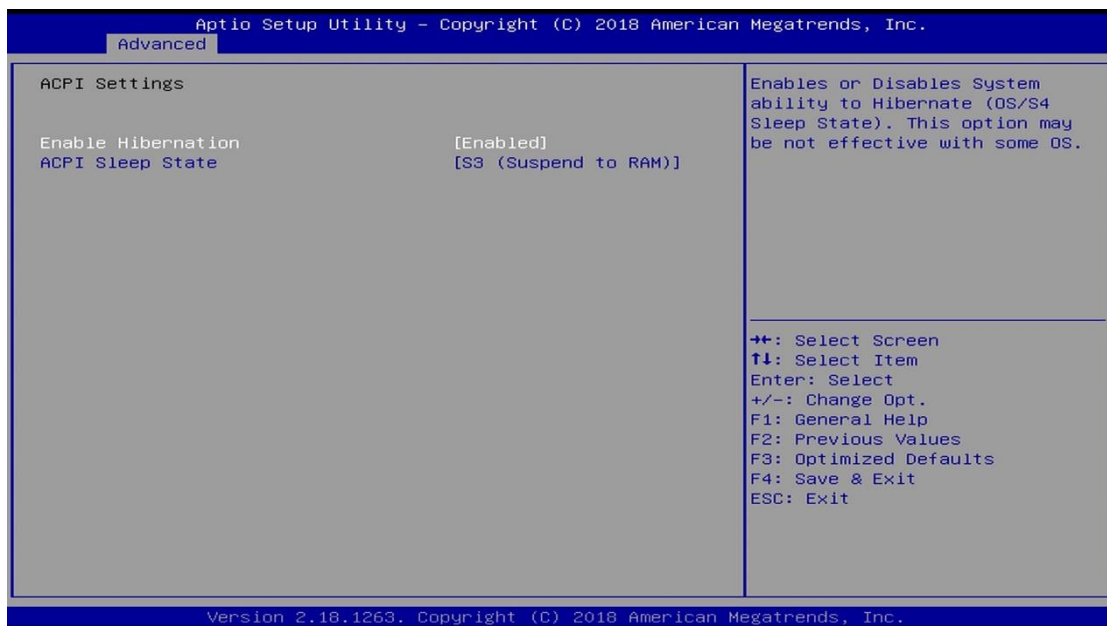 Aptio Setup Utility – Copyright (C) 2018 American Megatrends, Inc.
Advanced
ACPI Settings
Enable Hibernation [Enabled]
ACPI Sleep State [S3 (Suspend to RAM)]
Enables or Disables System
ability to Hibernate (OS/S4
Sleep State). This option may
be not effective with some OS.
→←: Select Screen
↑↓: Select Item
Enter: Select
+/-: Change Opt.
F1: General Help
F2: Previous Values
F3: Optimized Defaults
F4: Save & Exit
ESC: Exit
Version 2.18.1263. Copyright (C) 2018 American Megatrends, Inc.